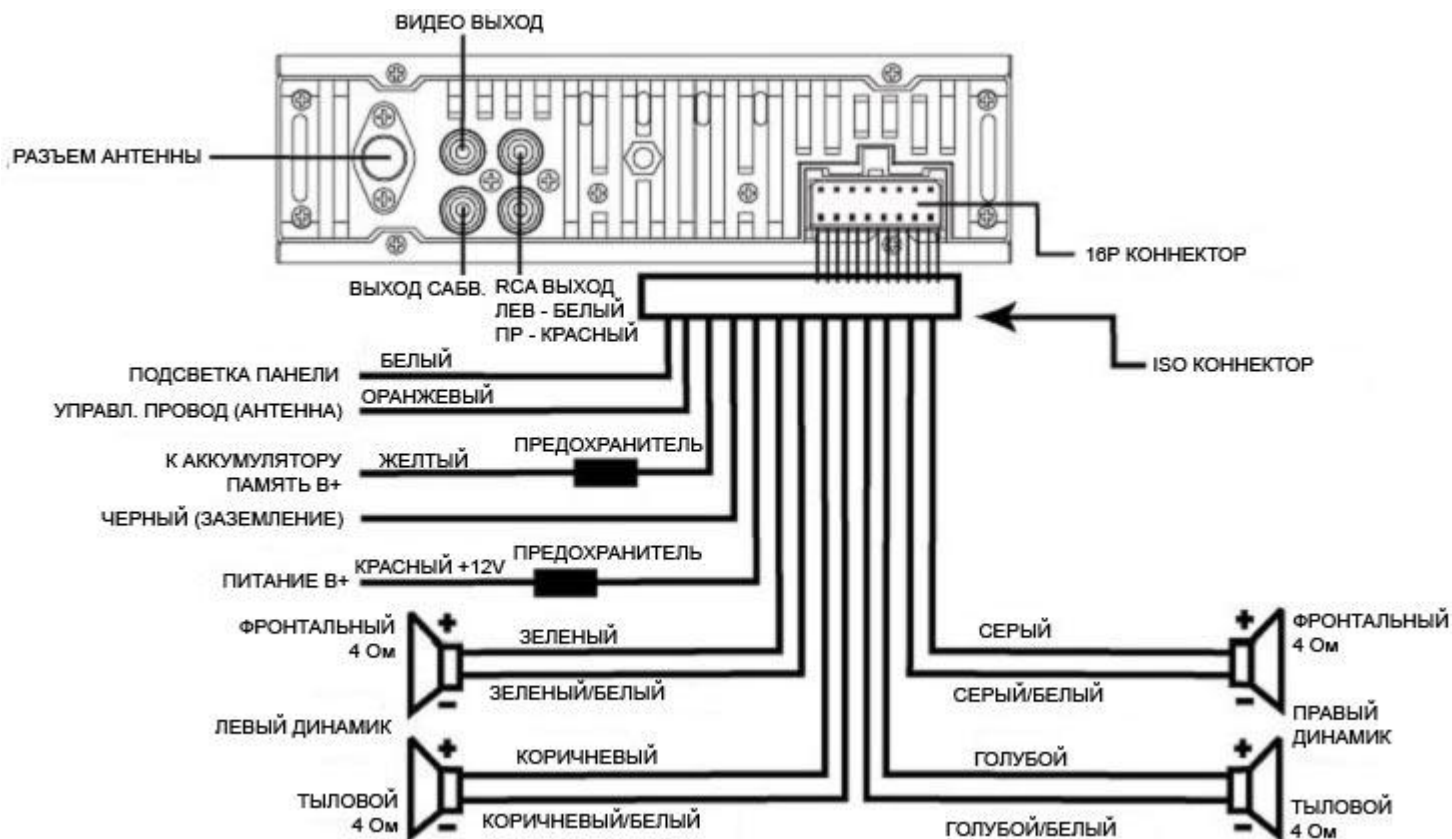 ВИДЕО ВЫХОД
РАЗЪЕМ АНТЕННЫ
16P КОННЕКТОР
ВЫХОД САБВ.
RCA ВЫХОД
ЛЕВ - БЕЛЫЙ
ПР - КРАСНЫЙ
ISO КОННЕКТОР
ПОДСВЕТКА ПАНЕЛИ
БЕЛЫЙ
УПРАВЛ. ПРОВОД (АНТЕННА)
ОРАНЖЕВЫЙ
К АККУМУЛЯТОРУ
ПАМЯТЬ B+
ЖЕЛТЫЙ
ПРЕДОХРАНИТЕЛЬ
ЧЕРНЫЙ (ЗАЗЕМЛЕНИЕ)
ПИТАНИЕ B+
КРАСНЫЙ +12V
ПРЕДОХРАНИТЕЛЬ
ФРОНТАЛЬНЫЙ
4 Ом
+
ЗЕЛЕНЫЙ
ЗЕЛЕНЫЙ/БЕЛЫЙ
-
СЕРЫЙ
СЕРЫЙ/БЕЛЫЙ
+
-
ФРОНТАЛЬНЫЙ
4 Ом
ЛЕВЫЙ ДИНАМИК
ПРАВЫЙ
ДИНАМИК
ТЫЛОВОЙ
4 Ом
+
КОРИЧНЕВЫЙ
КОРИЧНЕВЫЙ/БЕЛЫЙ
-
ГОЛУБОЙ
ГОЛУБОЙ/БЕЛЫЙ
+
-
ТЫЛОВОЙ
4 Ом